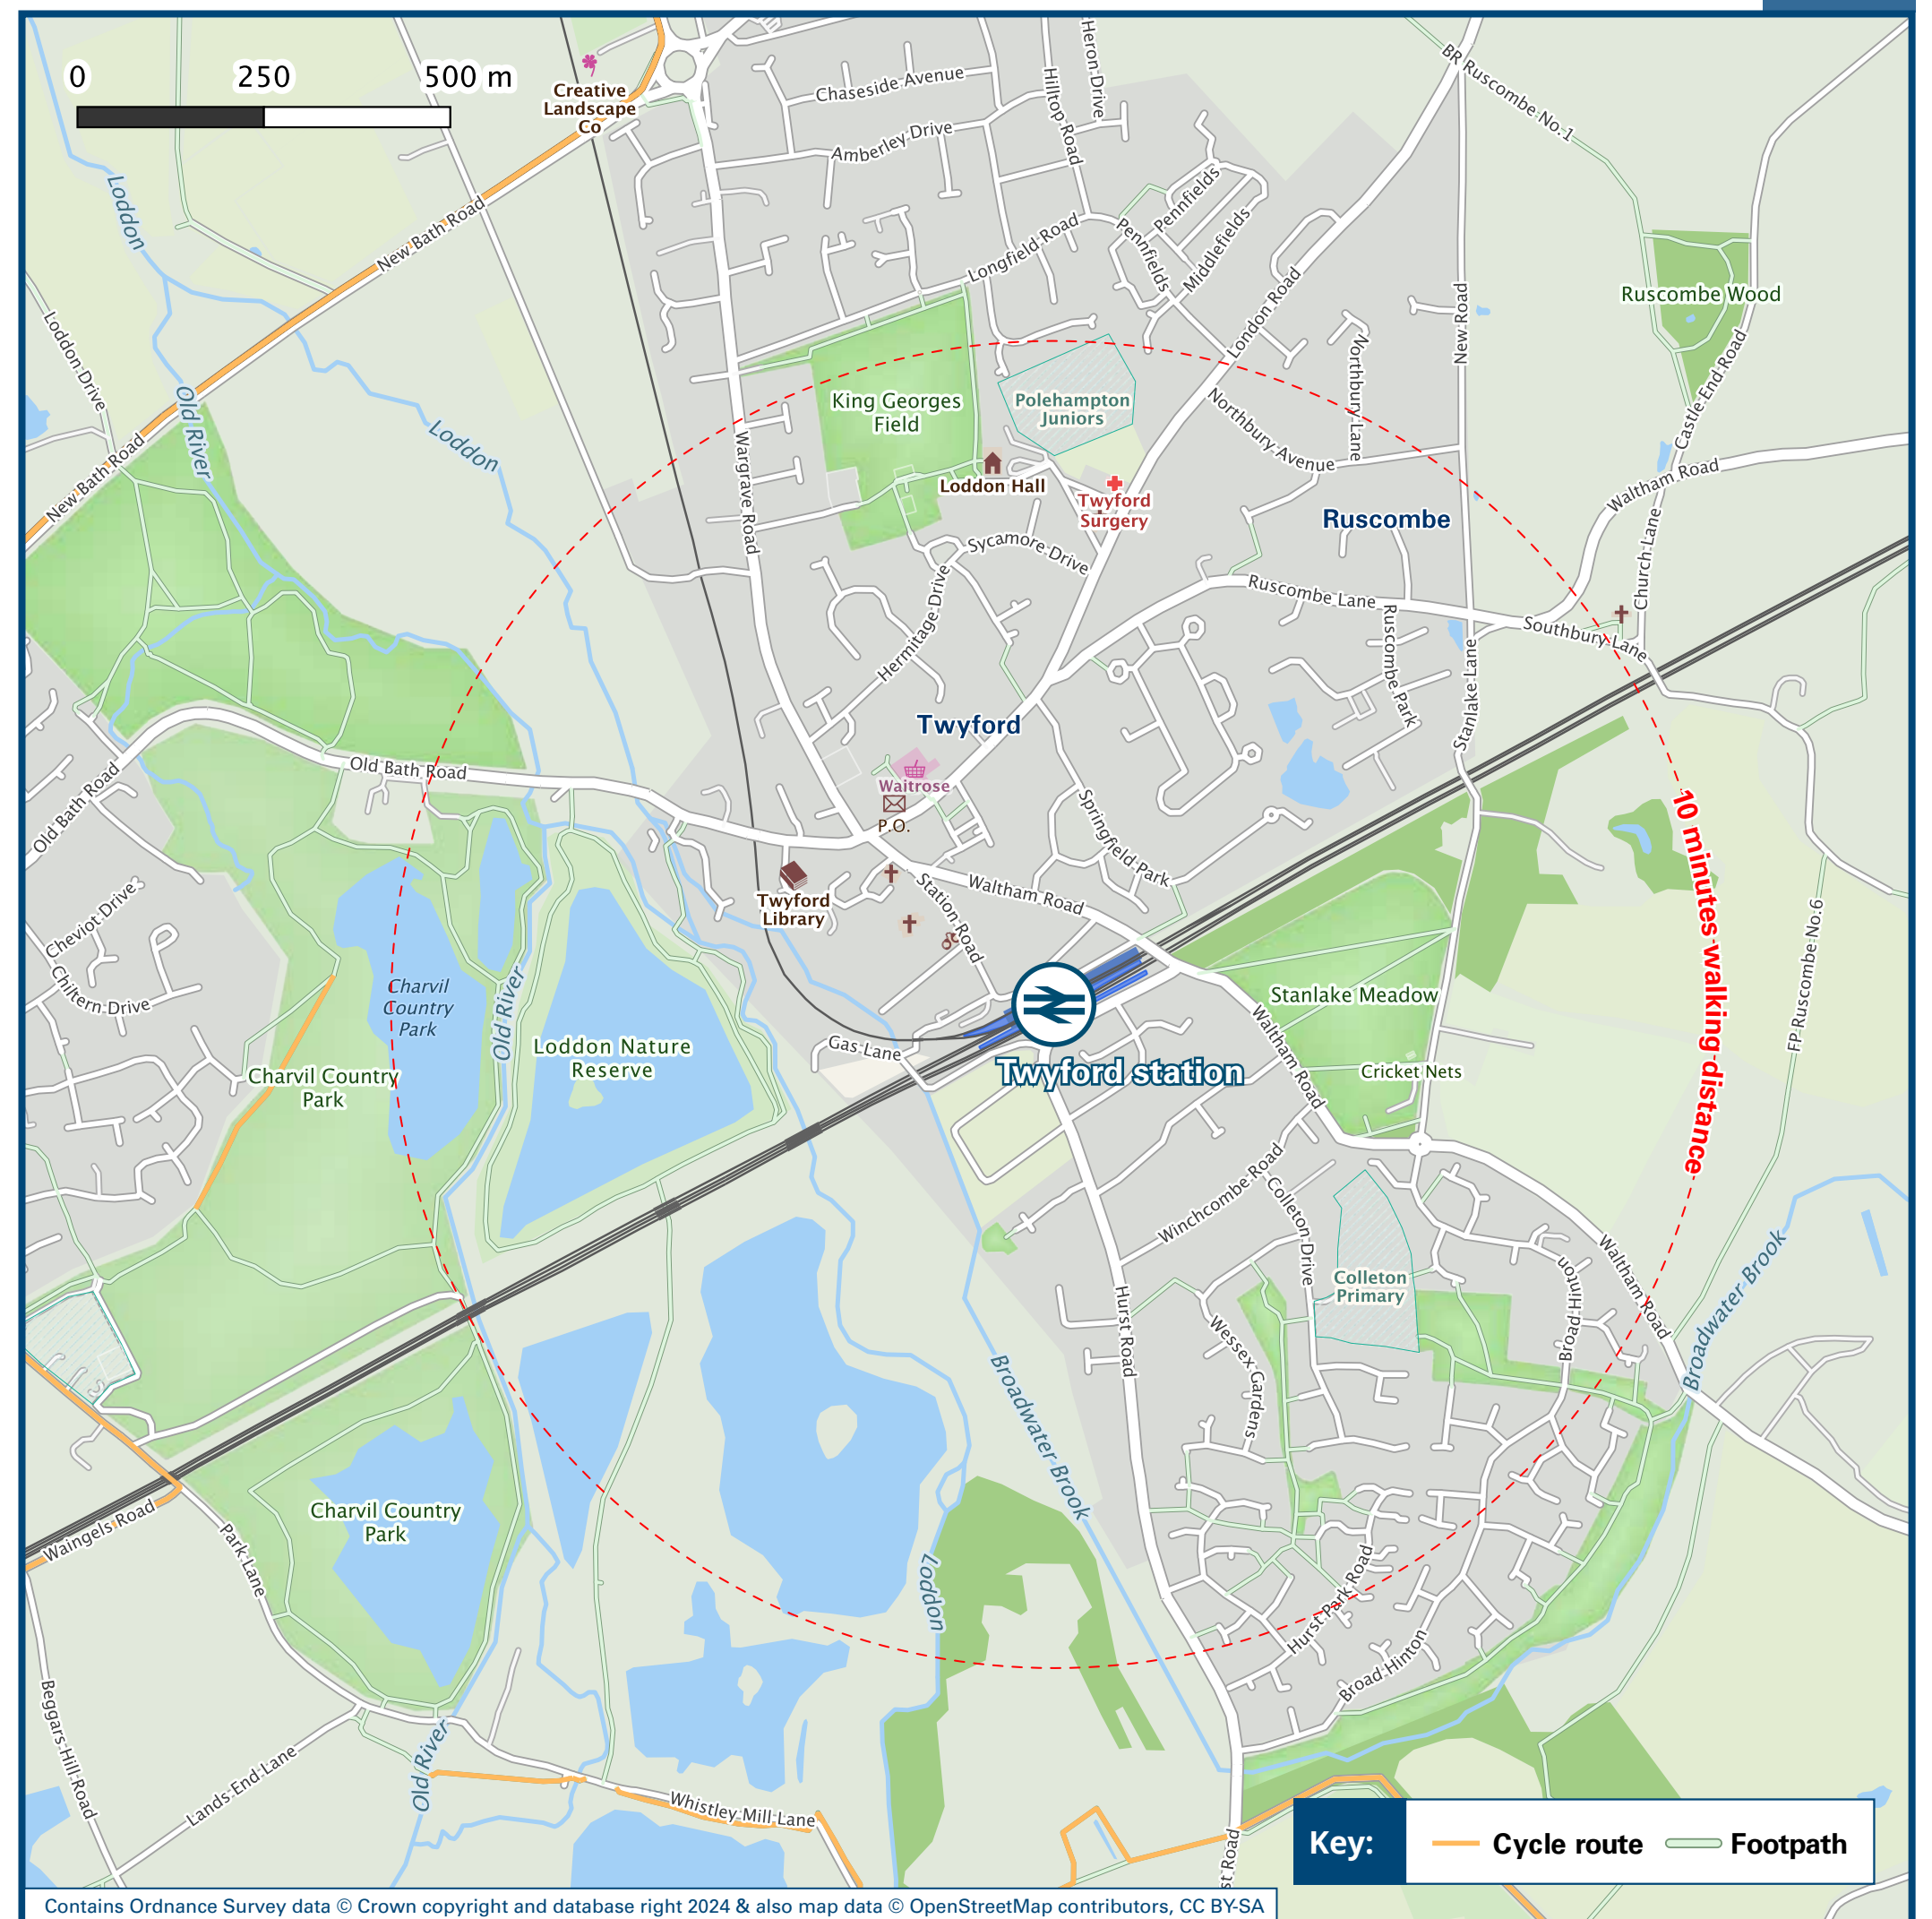 0 250 500 m
Creative
Landscape
Co
Chaseside Avenue
Amberley Drive
Hilltop Road
Heron Drive
BR Ruscombe No.1
Loddon
New Bath Road
Pennfields
Pennfields
Middlefields
Longfield Road
London Road
New Road
Ruscombe Wood
Castle End Road
Loddon Drive
Old River
Loddon
New Bath Road
Wargrave Road
King Georges
Field
Polehampton
Juniors
Northbury Lane
Northbury Avenue
Loddon Hall
Twyford
Surgery
Ruscombe
Waltham Road
Church Lane
Sycamore Drive
Hermitage Drive
Ruscombe Lane
Ruscombe Park
Southbury Lane
Stanlake Lane
Twyford
Old Bath Road
Old Bath Road
Waitrose
P.O.
Springfield Park
10 minutes walking distance
Twyford
Library
Station Road
Waltham Road
Cheviot Drive
Chiltern Drive
Charvil
Country
Park
Old River
Loddon Nature
Reserve
Charvil Country
Park
Gas Lane
Twyford station
Stanlake Meadow
Waltham Road
Cricket Nets
FP Ruscombe No.6
Winchcombe Road
Colleton Drive
Colleton
Primary
Waltham Road
Broad Hinton
Broadwater Brook
Hurst Road
Wessex Gardens
Broadwater Brook
Charvil Country
Park
Waingels Road
Park Lane
Loddon
Hurst Park Road
Broad Hinton
Beggars Hill Road
Lands End Lane
Old River
Whistley Mill Lane
st Road
Key: Cycle route Footpath
Contains Ordnance Survey data © Crown copyright and database right 2024 & also map data © OpenStreetMap contributors, CC BY-SA